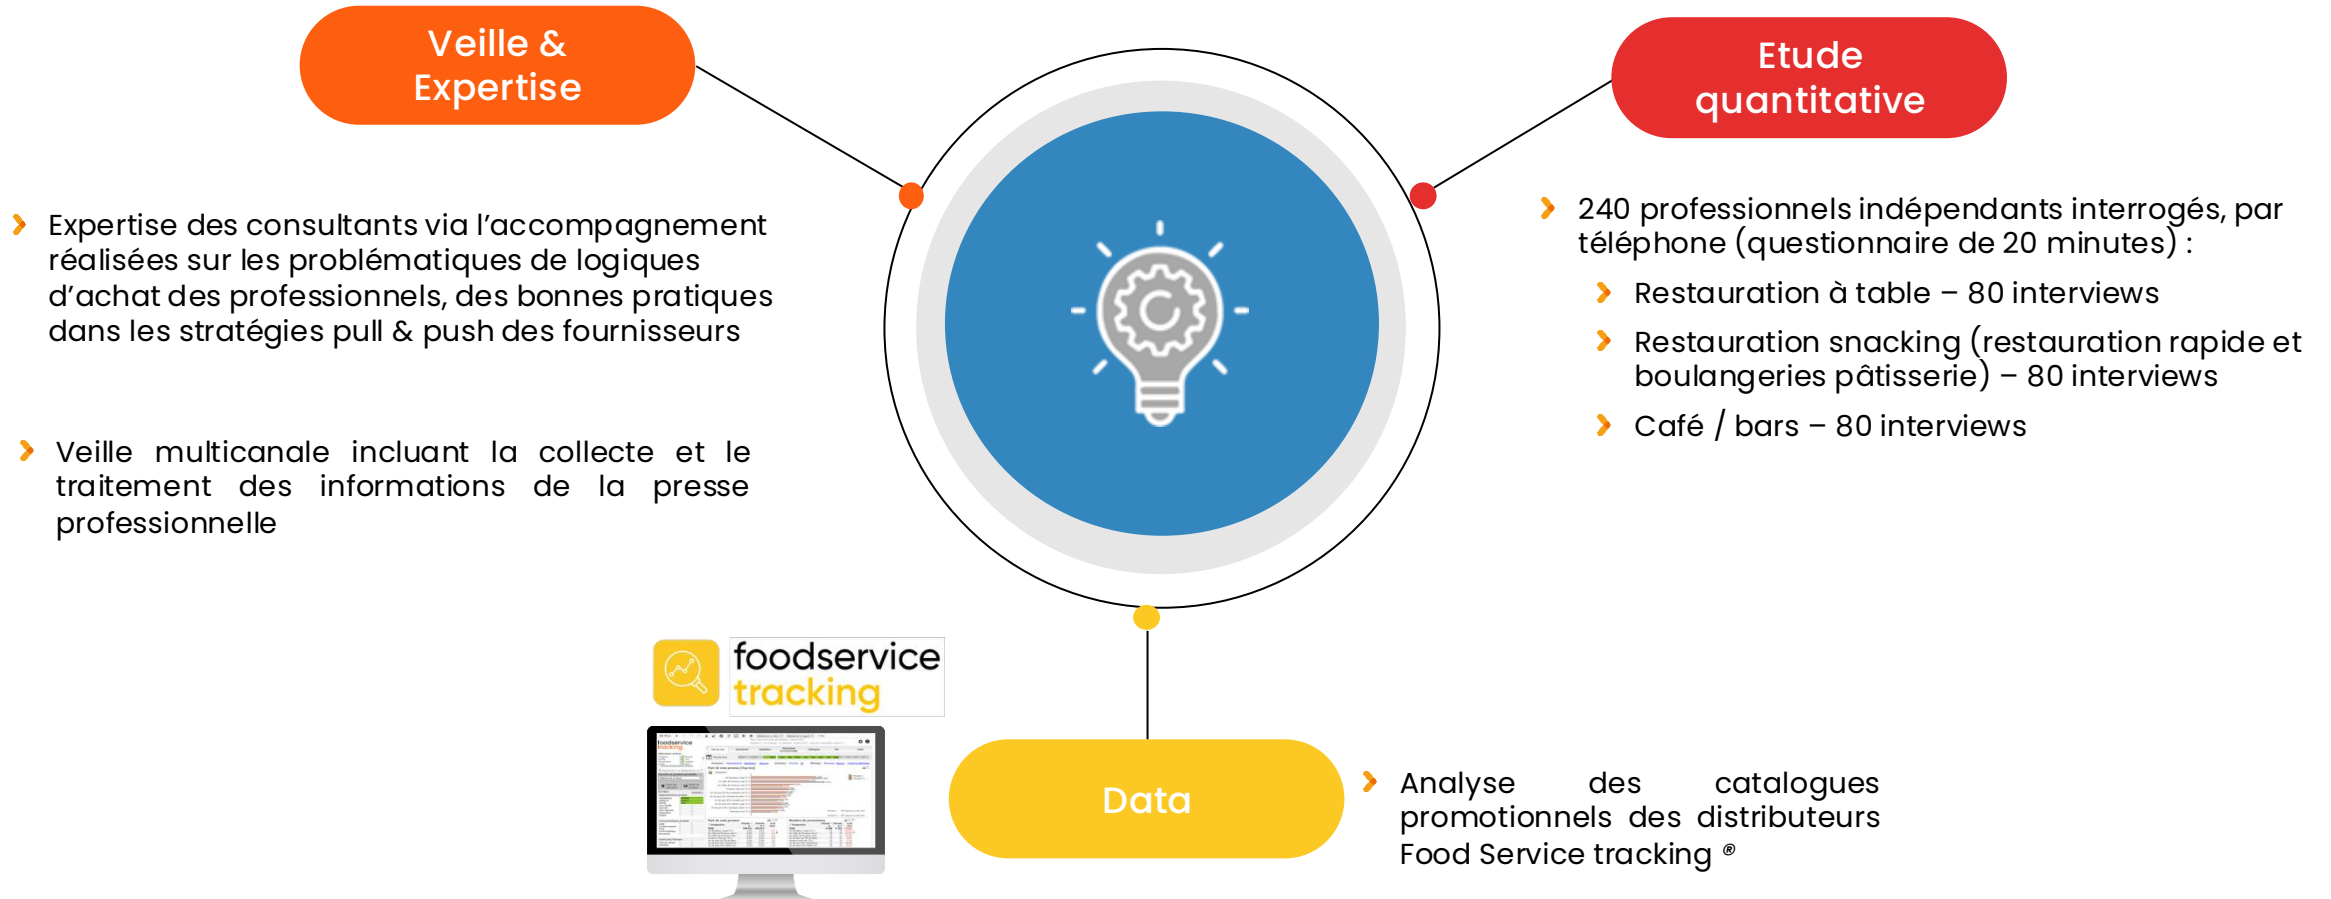 Veille &
Expertise
Expertise des consultants via l’accompagnement
réalisées sur les problématiques de logiques
d’achat des professionnels, des bonnes pratiques
dans les stratégies pull & push des fournisseurs
Veille multicanale incluant la collecte et le
traitement des informations de la presse
professionnelle
Etude
quantitative
240 professionnels indépendants interrogés, par
téléphone (questionnaire de 20 minutes) :
Restauration à table – 80 interviews
Restauration snacking (restauration rapide et
boulangeries pâtisserie) – 80 interviews
Café / bars – 80 interviews
foodservice
tracking
foodservice
tracking
Data
Analyse des catalogues
promotionnels des distributeurs
Food Service tracking ®